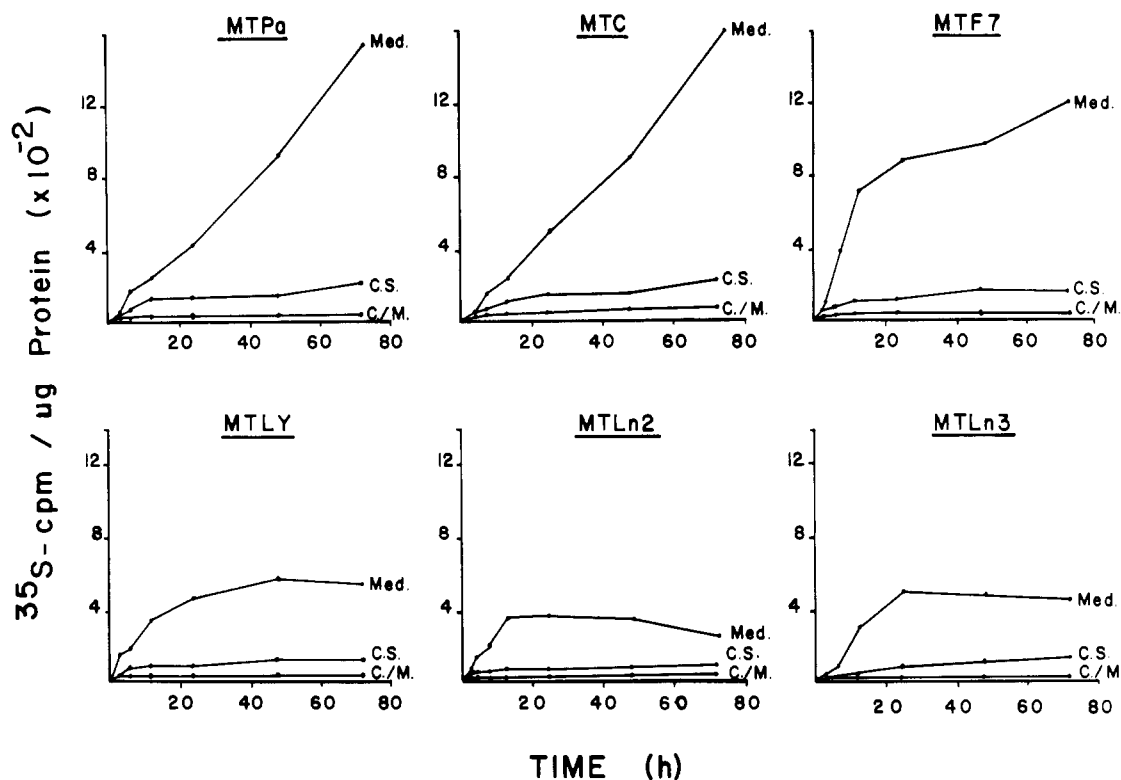 MTPa
MTC
MTF7
12
8
4
Med.
C.S.
C./M.
20 40 60 80
12
8
4
Med.
C.S.
C./M.
20 40 60 80
12
8
4
Med.
C.S.
C./M.
20 40 60 80
MTLY
MTLn2
MTLn3
12
8
4
Med.
C.S.
C./M.
20 40 60 80
12
8
4
Med.
C.S.
C./M.
20 40 60 80
12
8
4
Med.
C.S.
C./M
20 40 60 80
35S-cpm / ug Protein (x10-2)
TIME (h)